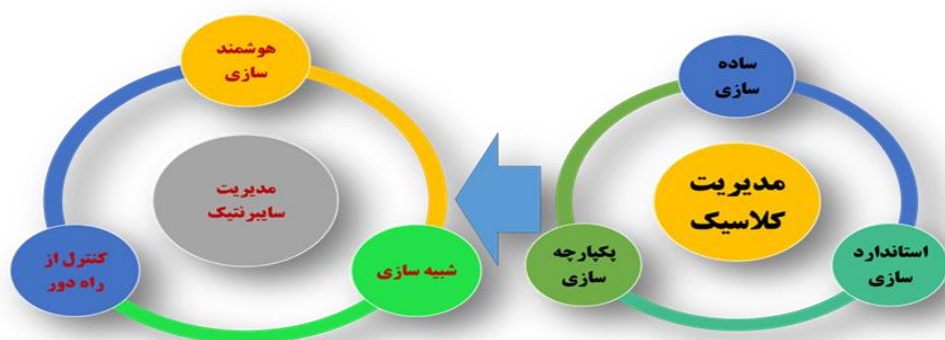 ساده
سازی
مدیریت
کلاسیک
استاندارد
سازی
پکپارچه
سازی
هوشمند
سازی
مدیریت
سایبرنتیک
شبیه سازی
کنترل از
راه دور